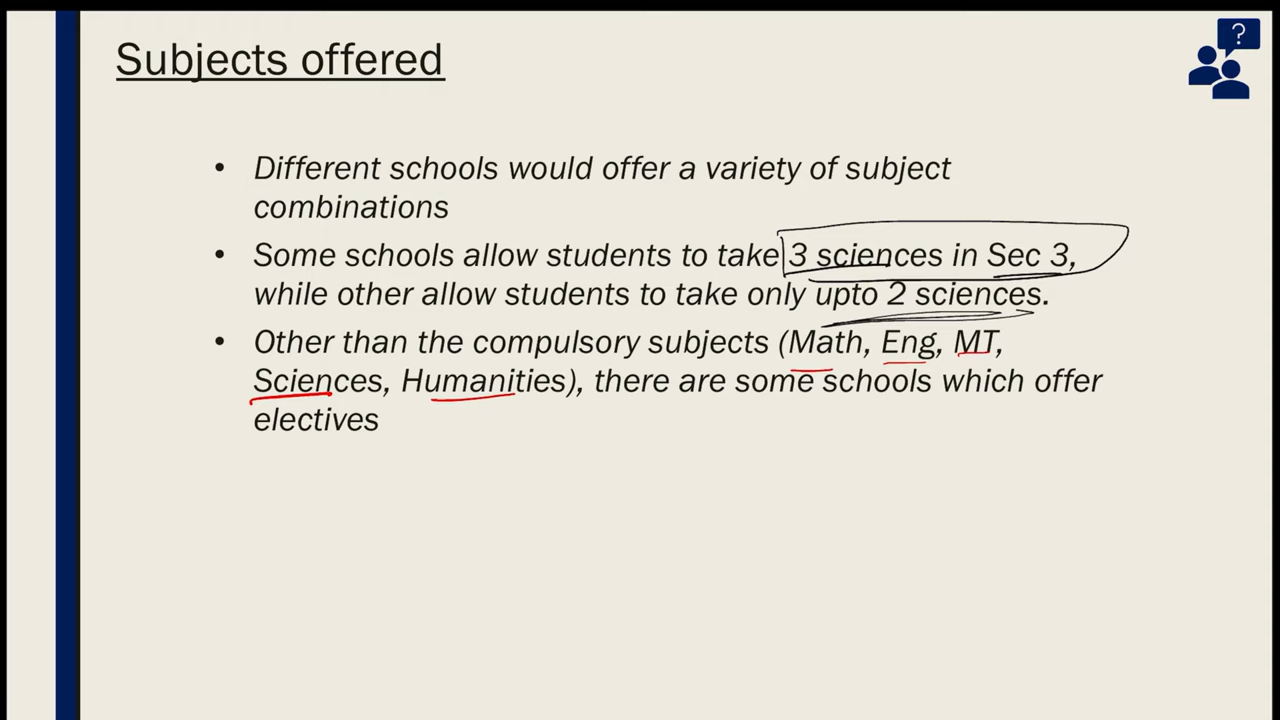 Subjects offered
?
• Different schools would offer a variety of subject
combinations
• Some schools allow students to take 3 sciences in Sec 3,
while other allow students to take only upto 2 sciences.
• Other than the compulsory subjects (Math, Eng, MT,
Sciences, Humanities), there are some schools which offer
electives